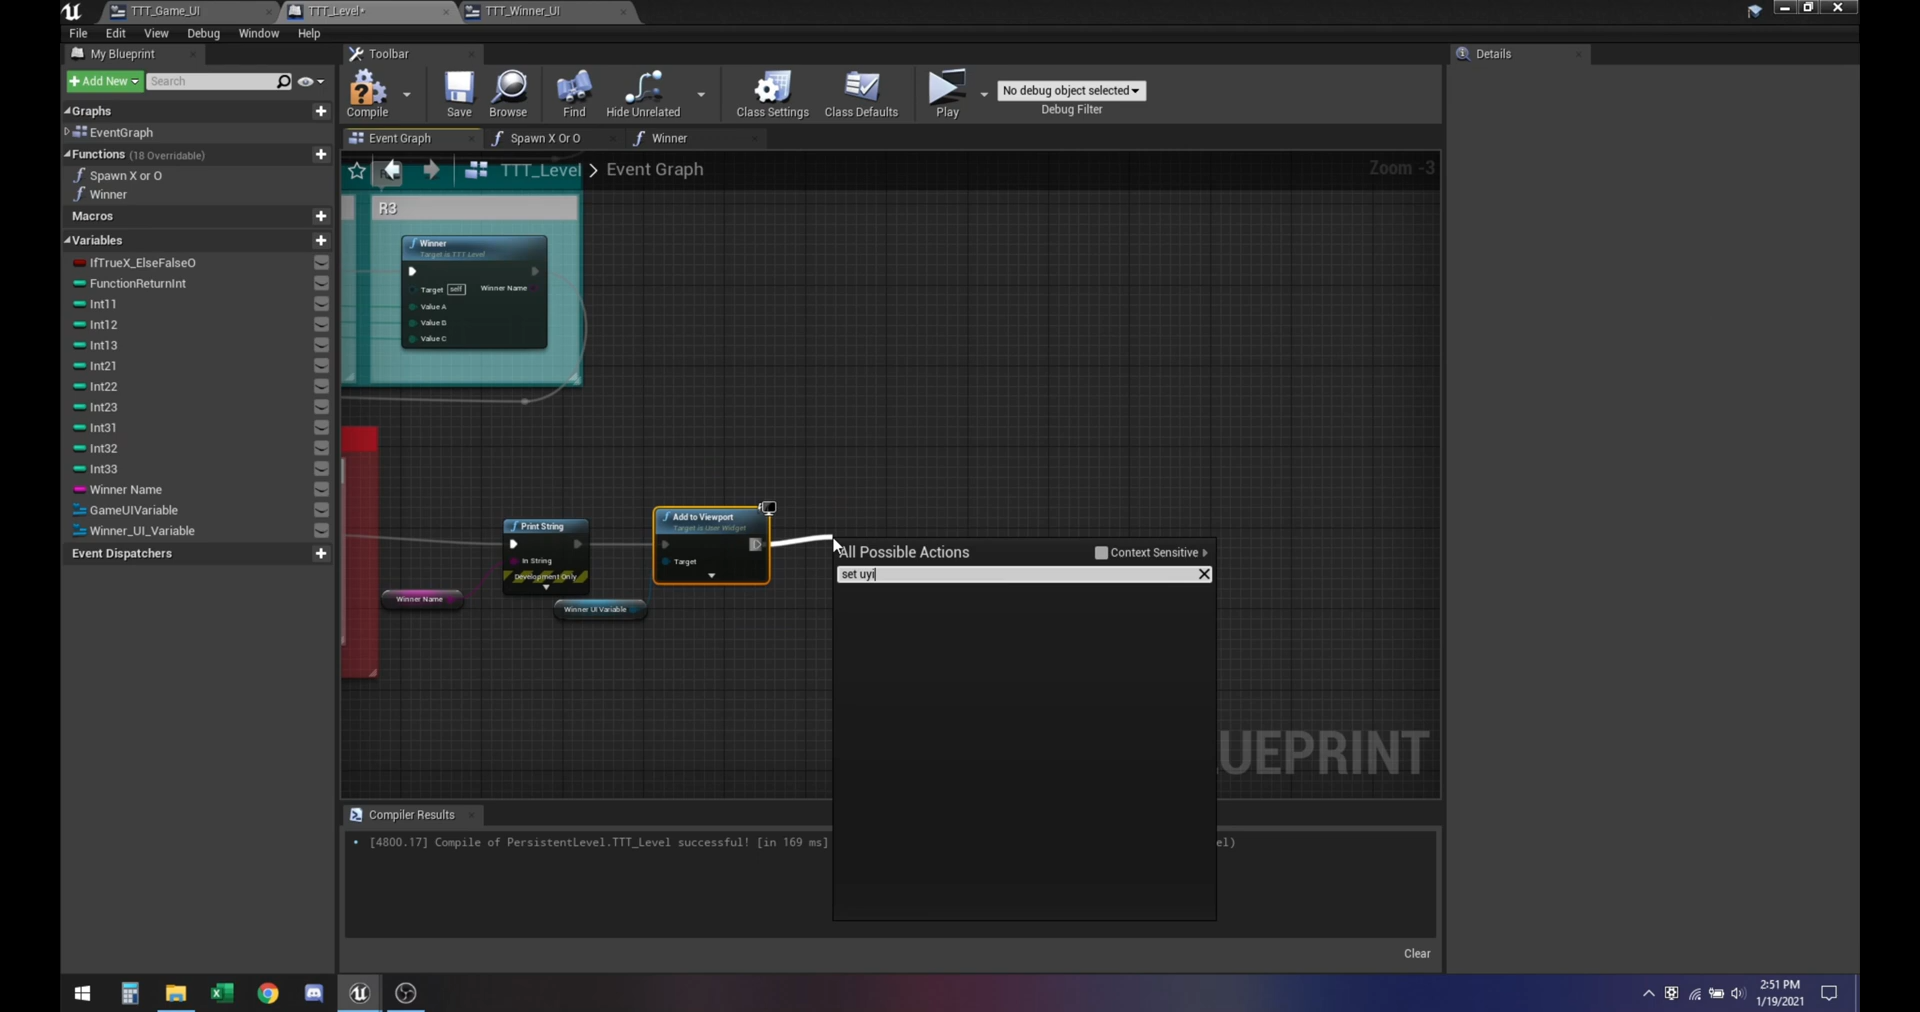 TTT_Game_UI
TTT_Level*
TTT_Winner_UI
File Edit View Debug Window Help
My Blueprint
Toolbar
Details
Add New
Search
Compile
Save
Browse
Find
Hide Unrelated
Class Settings
Class Defaults
Play
No debug object selected
Debug Filter
Graphs
EventGraph
Functions (18 Overridable)
Spawn X or O
Winner
Macros
Variables
IfTrueX_ElseFalseO
FunctionReturnInt
Int11
Int12
Int13
Int21
Int22
Int23
Int31
Int32
Int33
Winner Name
GameUIVariable
Winner_UI_Variable
Event Dispatchers
Event Graph
Spawn X Or O
Winner
TTT_Level > Event Graph
Zoom -3
R3
Winner
Target is TTT Level
Target self
Winner Name
Value A
Value B
Value C
Print String
In String
Development Only
Winner Name
Add to Viewport
Target is User Widget
Target
Winner UI Variable
All Possible Actions
Context Sensitive
set uyi
UEPRINT
Compiler Results
• [4800.17] Compile of PersistentLevel.TTT_Level successful! [in 169 ms]
el)
Clear
2:51 PM
1/19/2021